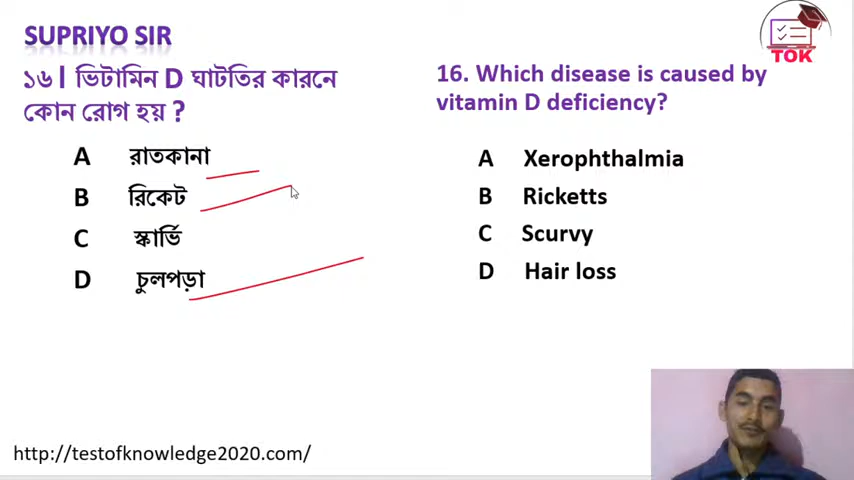 SUPRIYO SIR
TOK
১৬। ভিটামিন D ঘাটতির কারনে
কোন রোগ হয় ?
A রাতকানা
B রিকেট
C স্কার্ভি
D চুলপড়া
16. Which disease is caused by
vitamin D deficiency?
A Xerophthalmia
B Ricketts
C Scurvy
D Hair loss
http://testofknowledge2020.com/